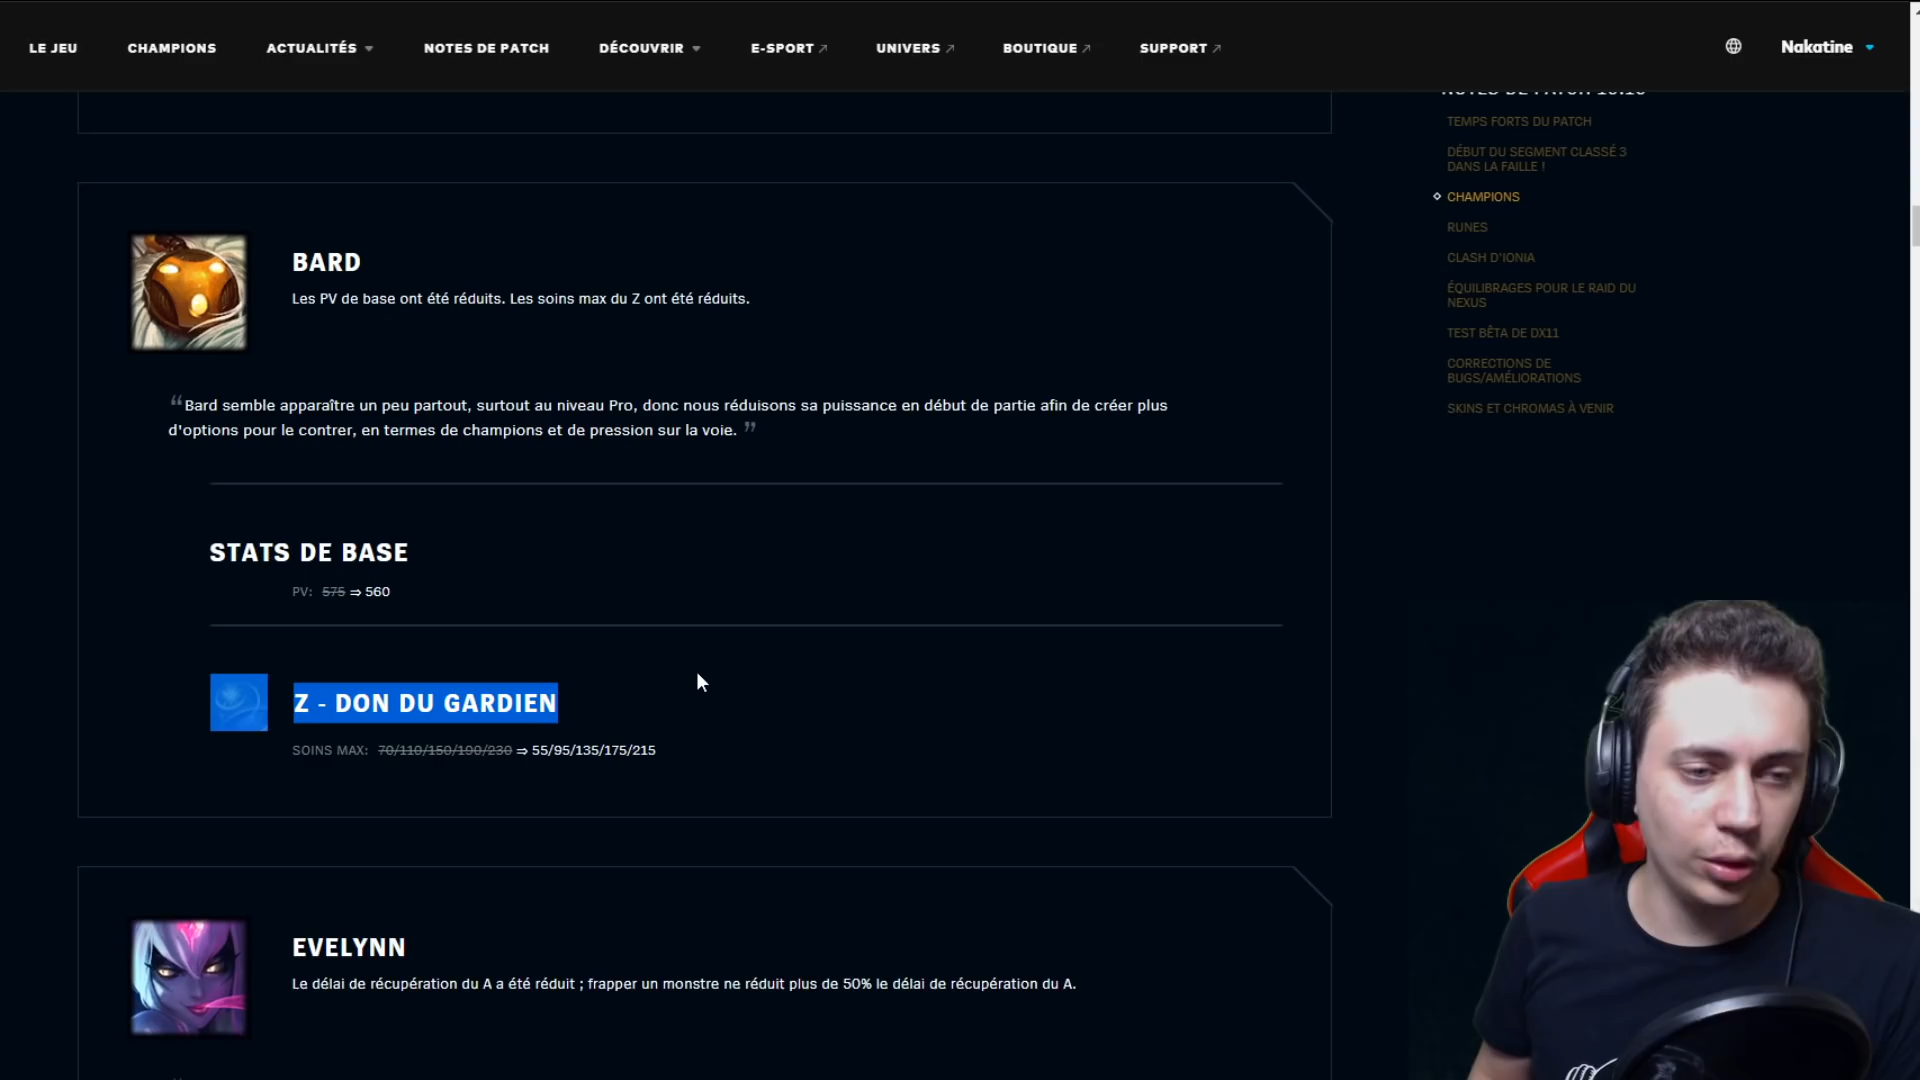 LE JEU CHAMPIONS ACTUALITÉS NOTES DE PATCH DÉCOUVRIR E-SPORT UNIVERS BOUTIQUE SUPPORT Nakatine
TEMPS FORTS DU PATCH
DÉBUT DU SEGMENT CLASSÉ 3
DANS LA FAILLE !
CHAMPIONS
RUNES
CLASH D'IONIA
ÉQUILIBRAGES POUR LE RAID DU
NEXUS
TEST BÊTA DE DX11
CORRECTIONS DE
BUGS/AMÉLIORATIONS
SKINS ET CHROMAS À VENIR
BARD
Les PV de base ont été réduits. Les soins max du Z ont été réduits.
“Bard semble apparaître un peu partout, surtout au niveau Pro, donc nous réduisons sa puissance en début de partie afin de créer plus
d'options pour le contrer, en termes de champions et de pression sur la voie. ”
STATS DE BASE
PV: 575 ⇒ 560
Z - DON DU GARDIEN
SOINS MAX: 70/110/150/190/230 ⇒ 55/95/135/175/215
EVELYNN
Le délai de récupération du A a été réduit ; frapper un monstre ne réduit plus de 50% le délai de récupération du A.